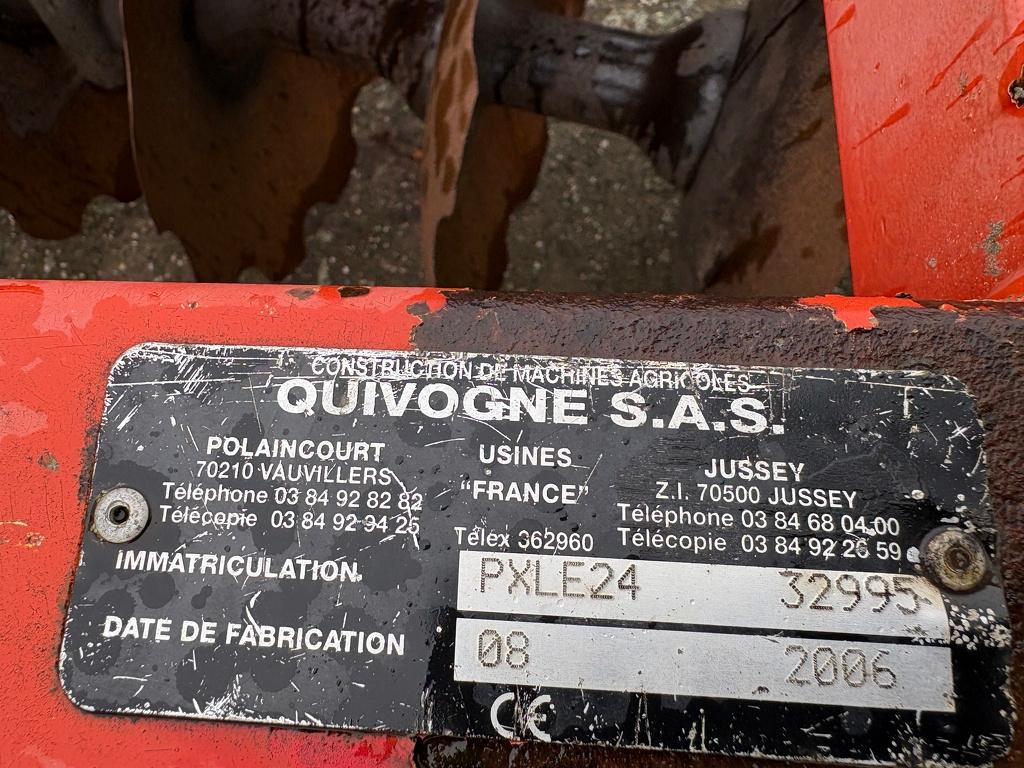 CONSTRUCTION DE MACHINES AGRICOLES
QUIVOGNE S.A.S.
POLAINCOURT
70210 VAUVILLERS
Téléphone 03 84 92 82 82
Télécopie 03 84 92 94 25
USINES
"FRANCE"
Télex 362960
JUSSEY
Z.I. 70500 JUSSEY
Téléphone 03 84 68 04 00
Télécopie 03 84 92 26 59
IMMATRICULATION
PXLE24 32995
DATE DE FABRICATION
08 2006
CE